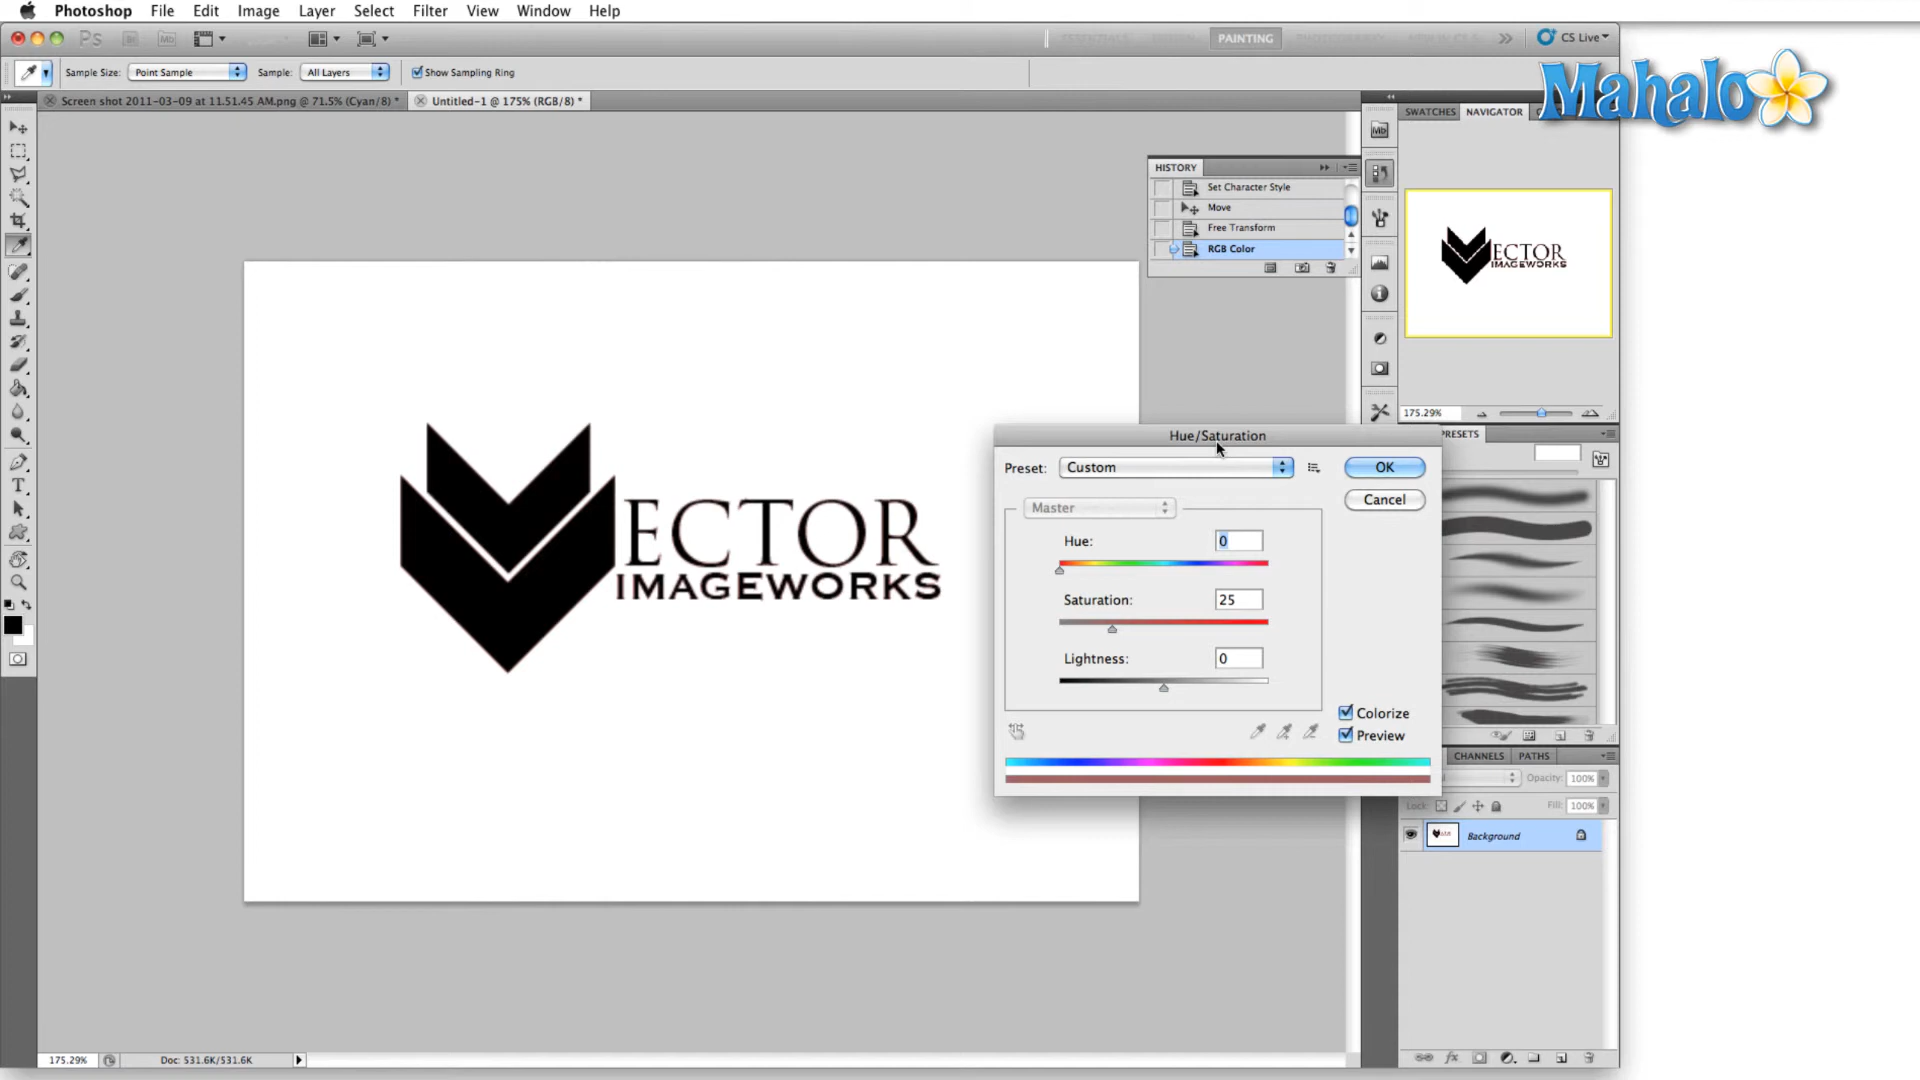 Photoshop File Edit Image Layer Select Filter View Window Help
Ps Br Mb PAINTING CS Live
Sample Size: Point Sample Sample: All Layers Show Sampling Ring
Mahalo
Screen shot 2011-03-09 at 11.51.45 AM.png @ 71.5% (Cyan/8) * Untitled-1 @ 175% (RGB/8) *
SWATCHES NAVIGATOR
Mb
HISTORY
Set Character Style
Move
Free Transform
RGB Color
ECTOR
IMAGEWORKS
175.29%
PRESETS
Hue/Saturation
Preset: Custom OK
Cancel
Master
Hue: 0
Saturation: 25
Lightness: 0
Colorize
Preview
ECTOR
IMAGEWORKS
CHANNELS PATHS
Opacity: 100%
Lock: Fill: 100%
Background
175.29% Doc: 531.6K/531.6K